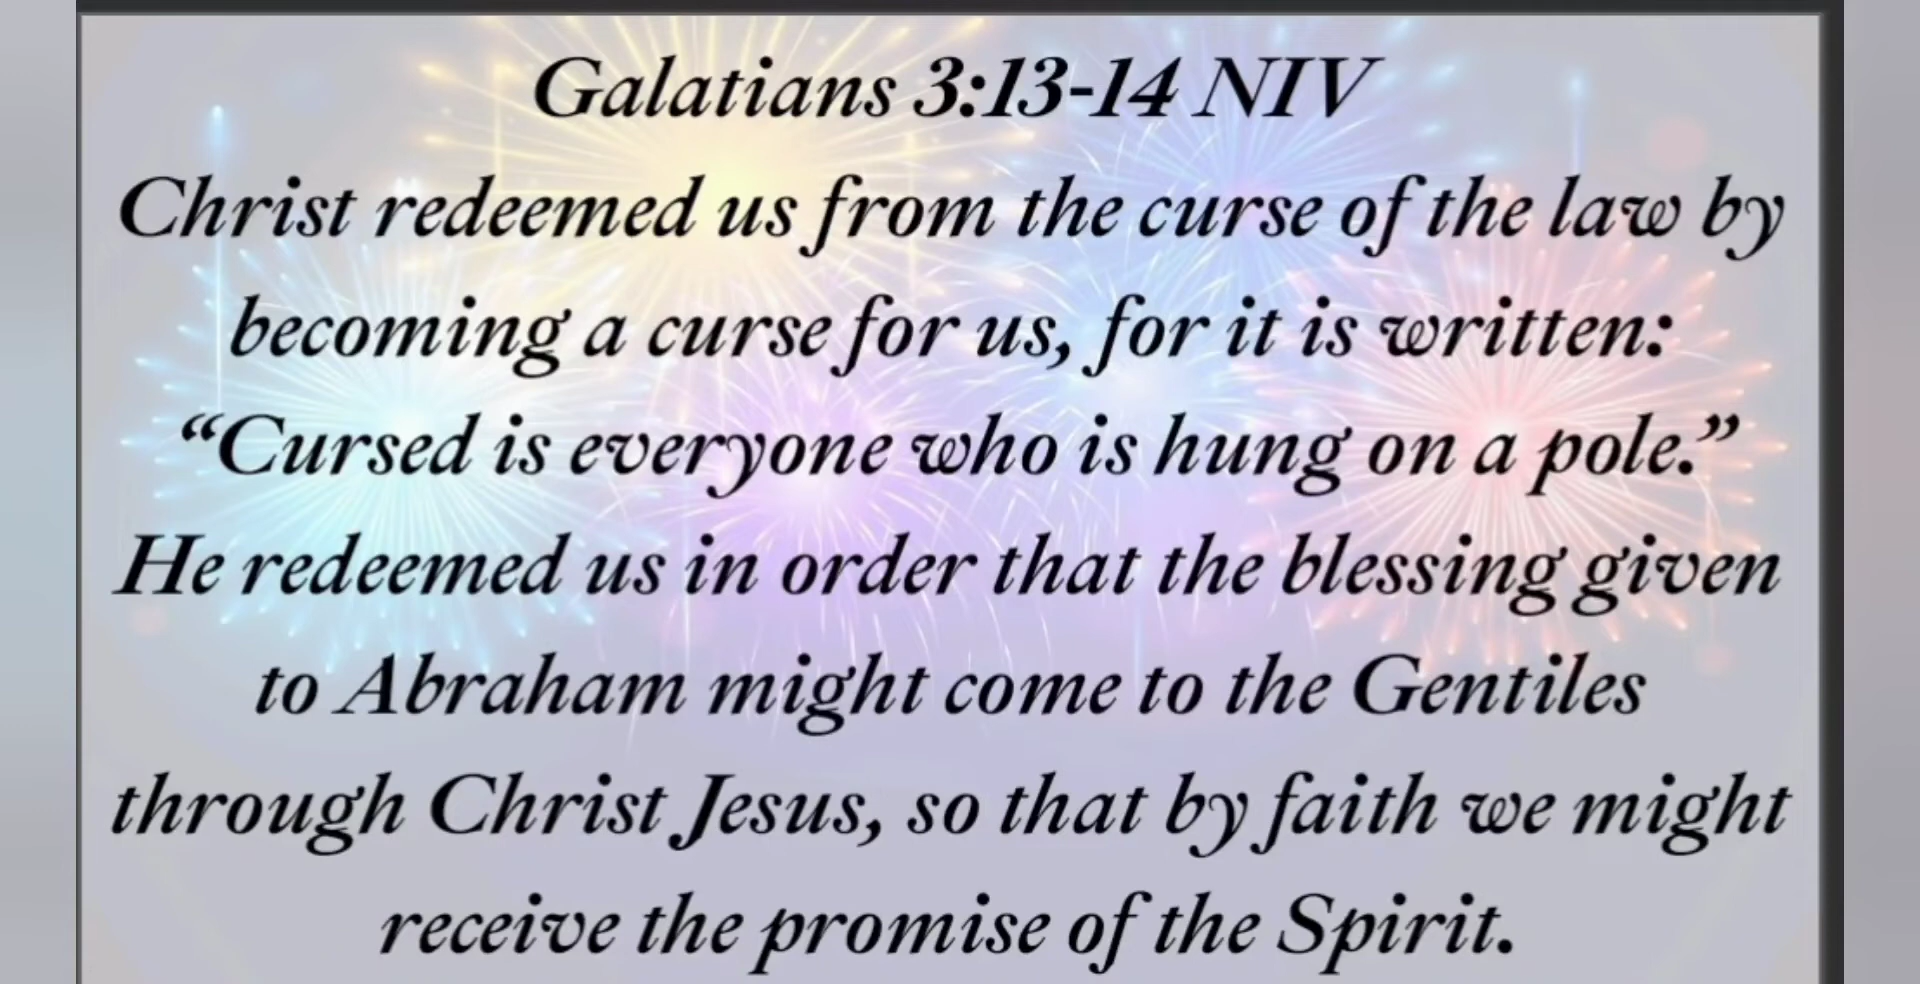 Galatians 3:13-14 NIV
Christ redeemed us from the curse of the law by
becoming a curse for us, for it is written:
“Cursed is everyone who is hung on a pole.”
He redeemed us in order that the blessing given
to Abraham might come to the Gentiles
through Christ Jesus, so that by faith we might
receive the promise of the Spirit.